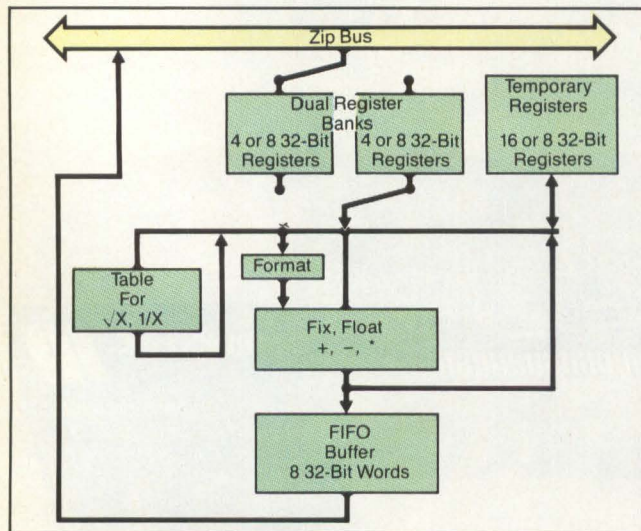 Zip Bus
Dual Register
Banks
4 or 8 32-Bit
Registers
4 or 8 32-Bit
Registers
Temporary
Registers
16 or 8 32-Bit
Registers
x
Format
Table
For
√X, 1/X
Fix, Float
+, −, *
FIFO
Buffer
8 32-Bit Words